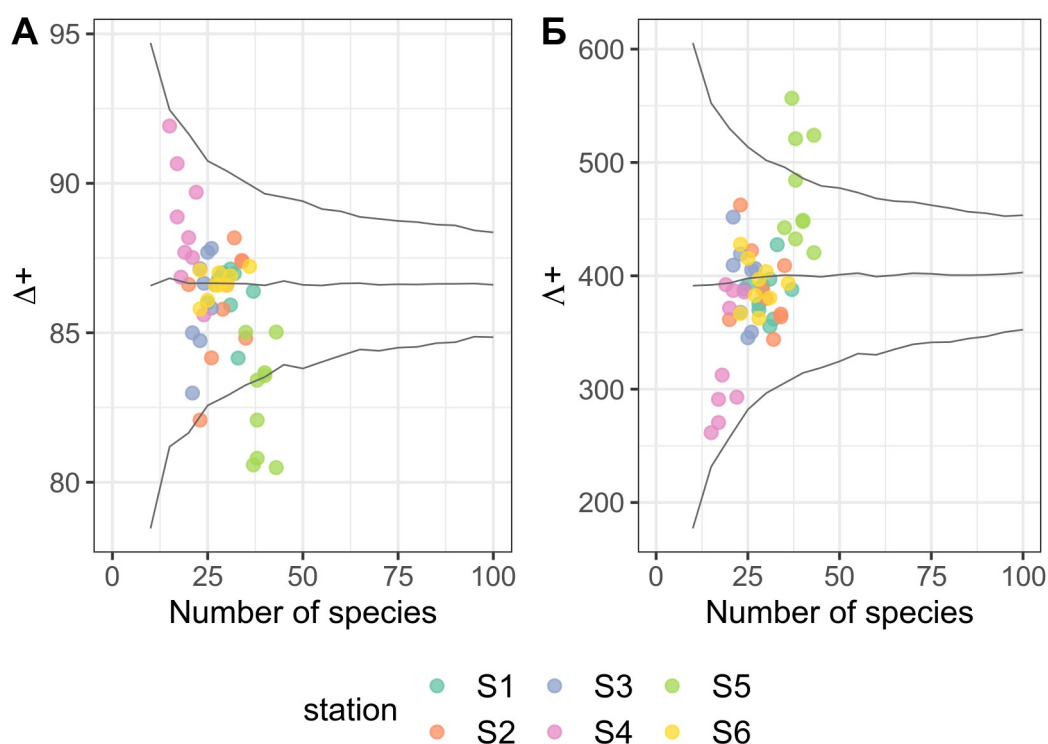 А
95
90
85
80
Δ+
0 25 50 75 100
Number of species
Б
600
500
400
300
200
Λ+
0 25 50 75 100
Number of species
station
S1 S3 S5
S2 S4 S6